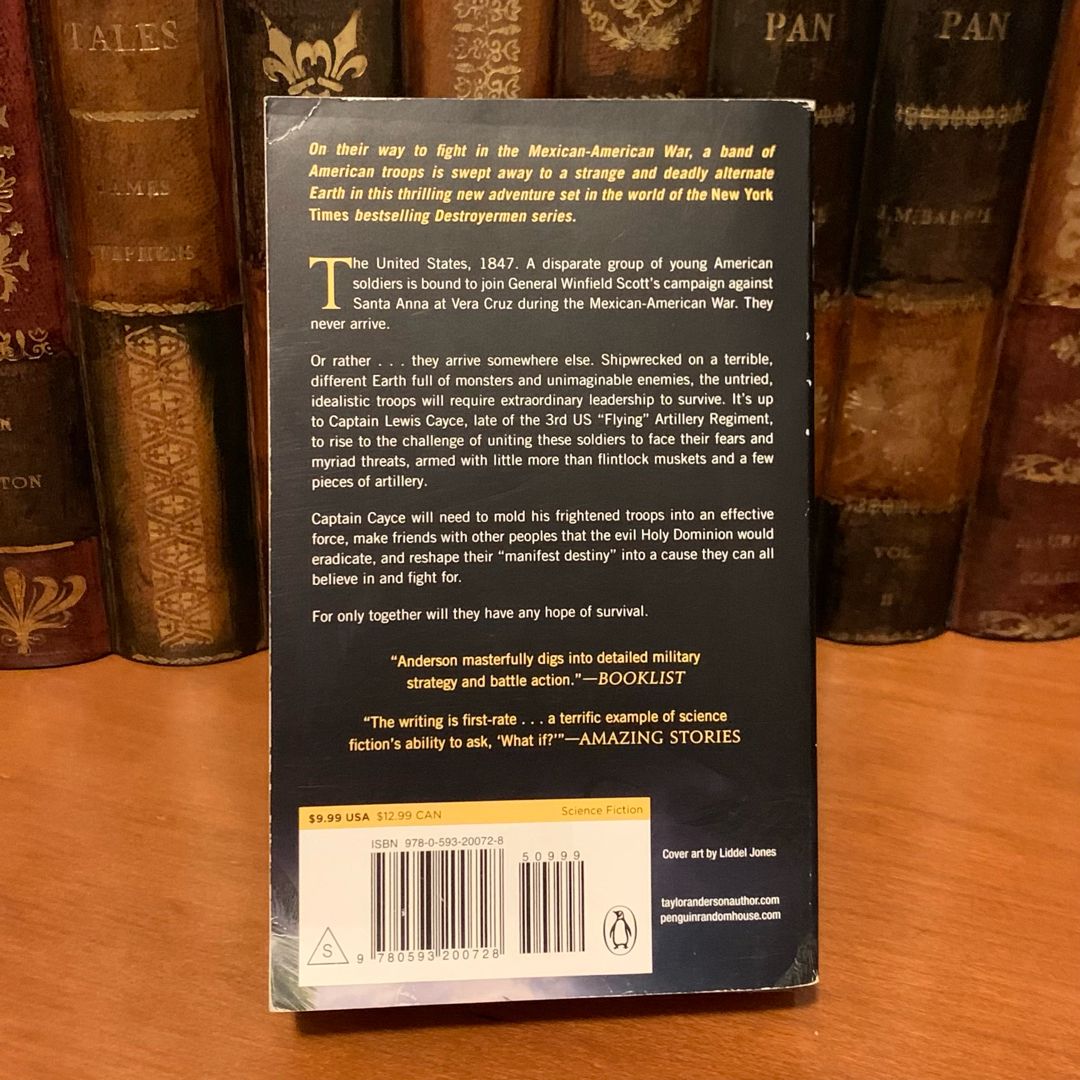 TALES
PAN
PAN
JAMES
STEPHENS
J.M. BARRIE
TON
VOL
II
On their way to fight in the Mexican-American War, a band of
American troops is swept away to a strange and deadly alternate
Earth in this thrilling new adventure set in the world of the New York
Times bestselling Destroyermen series.
The United States, 1847. A disparate group of young American
soldiers is bound to join General Winfield Scott's campaign against
Santa Anna at Vera Cruz during the Mexican-American War. They
never arrive.
Or rather . . . they arrive somewhere else. Shipwrecked on a terrible,
different Earth full of monsters and unimaginable enemies, the untried,
idealistic troops will require extraordinary leadership to survive. It's up
to Captain Lewis Cayce, late of the 3rd US “Flying” Artillery Regiment,
to rise to the challenge of uniting these soldiers to face their fears and
myriad threats, armed with little more than flintlock muskets and a few
pieces of artillery.
Captain Cayce will need to mold his frightened troops into an effective
force, make friends with other peoples that the evil Holy Dominion would
eradicate, and reshape their “manifest destiny” into a cause they can all
believe in and fight for.
For only together will they have any hope of survival.
“Anderson masterfully digs into detailed military
strategy and battle action.”—BOOKLIST
“The writing is first-rate . . . a terrific example of science
fiction's ability to ask, ‘What if?’”—AMAZING STORIES
$9.99 USA $12.99 CAN Science Fiction
ISBN 978-0-593-20072-8
50999
S
9 780593 200728
Cover art by Liddel Jones
taylorandersonauthor.com
penguinrandomhouse.com